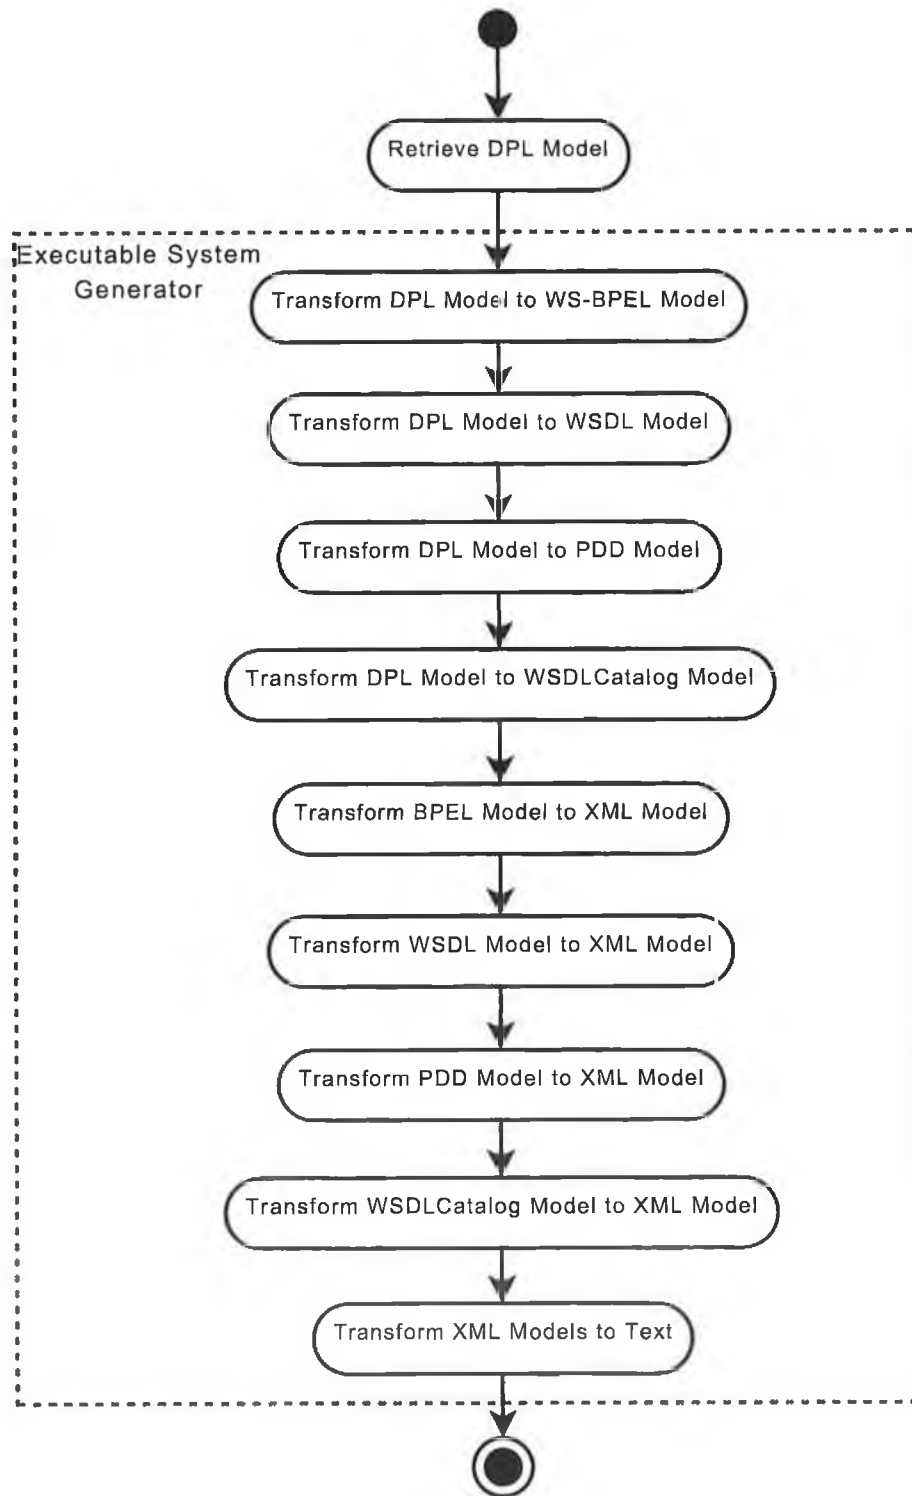 Retrieve DPL Model
Executable System
Generator
Transform DPL Model to WS-BPEL Model
Transform DPL Model to WSDL Model
Transform DPL Model to PDD Model
Transform DPL Model to WSDLCatalog Model
Transform BPEL Model to XML Model
Transform WSDL Model to XML Model
Transform PDD Model to XML Model
Transform WSDLCatalog Model to XML Model
Transform XML Models to Text